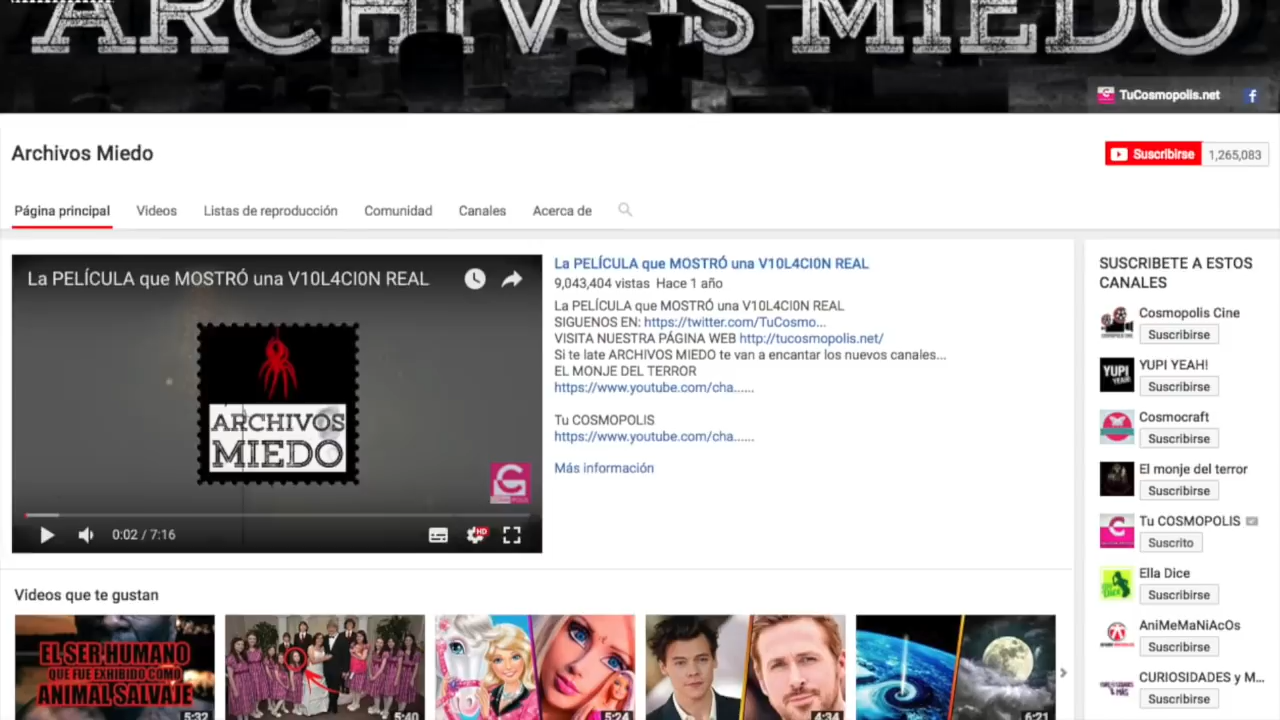 ARCHIVOS MIEDO
TuCosmopolis.net
f
Archivos Miedo
Suscribirse 1,265,083
Página principal Videos Listas de reproducción Comunidad Canales Acerca de
La PELÍCULA que MOSTRÓ una V10L4CI0N REAL
ARCHIVOS
MIEDO
0:02 / 7:16
HD
La PELÍCULA que MOSTRÓ una V10L4CI0N REAL
9,043,404 vistas Hace 1 año
La PELÍCULA que MOSTRÓ una V10L4CI0N REAL
SIGUENOS EN: https://twitter.com/TuCosmo...
VISITA NUESTRA PÁGINA WEB http://tucosmopolis.net/
Si te late ARCHIVOS MIEDO te van a encantar los nuevos canales...
EL MONJE DEL TERROR
https://www.youtube.com/cha......
Tu COSMOPOLIS
https://www.youtube.com/cha......
Más información
SUSCRIBETE A ESTOS
CANALES
Cosmopolis Cine
Suscribirse
YUPI YEAH!
YUPI
YEAH!
Suscribirse
Cosmocraft
Suscribirse
El monje del terror
Suscribirse
Tu COSMOPOLIS
Suscrito
Ella Dice
Suscribirse
AniMeMaNiAcOs
Suscribirse
CURIOSIDADES y M...
Suscribirse
Videos que te gustan
EL SER HUMANO
QUE FUE EXHIBIDO COMO
ANIMAL SALVAJE
5:32
5:40
5:24
4:34
6:21